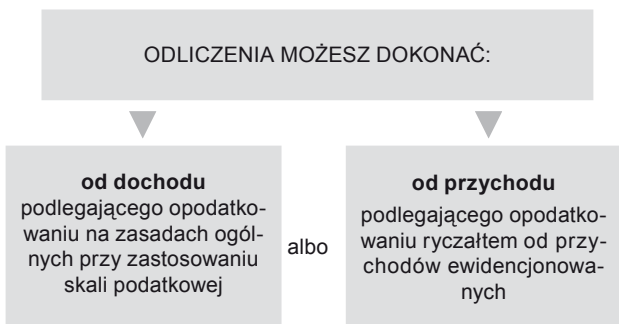 ODLICZENIA MOŻESZ DOKONAĆ:
od dochodu
podlegającego opodatko-
waniu na zasadach ogól-
nych przy zastosowaniu
skali podatkowej
albo
od przychodu
podlegającego opodatko-
waniu ryczałtem od przy-
chodów ewidencjonowa-
nych